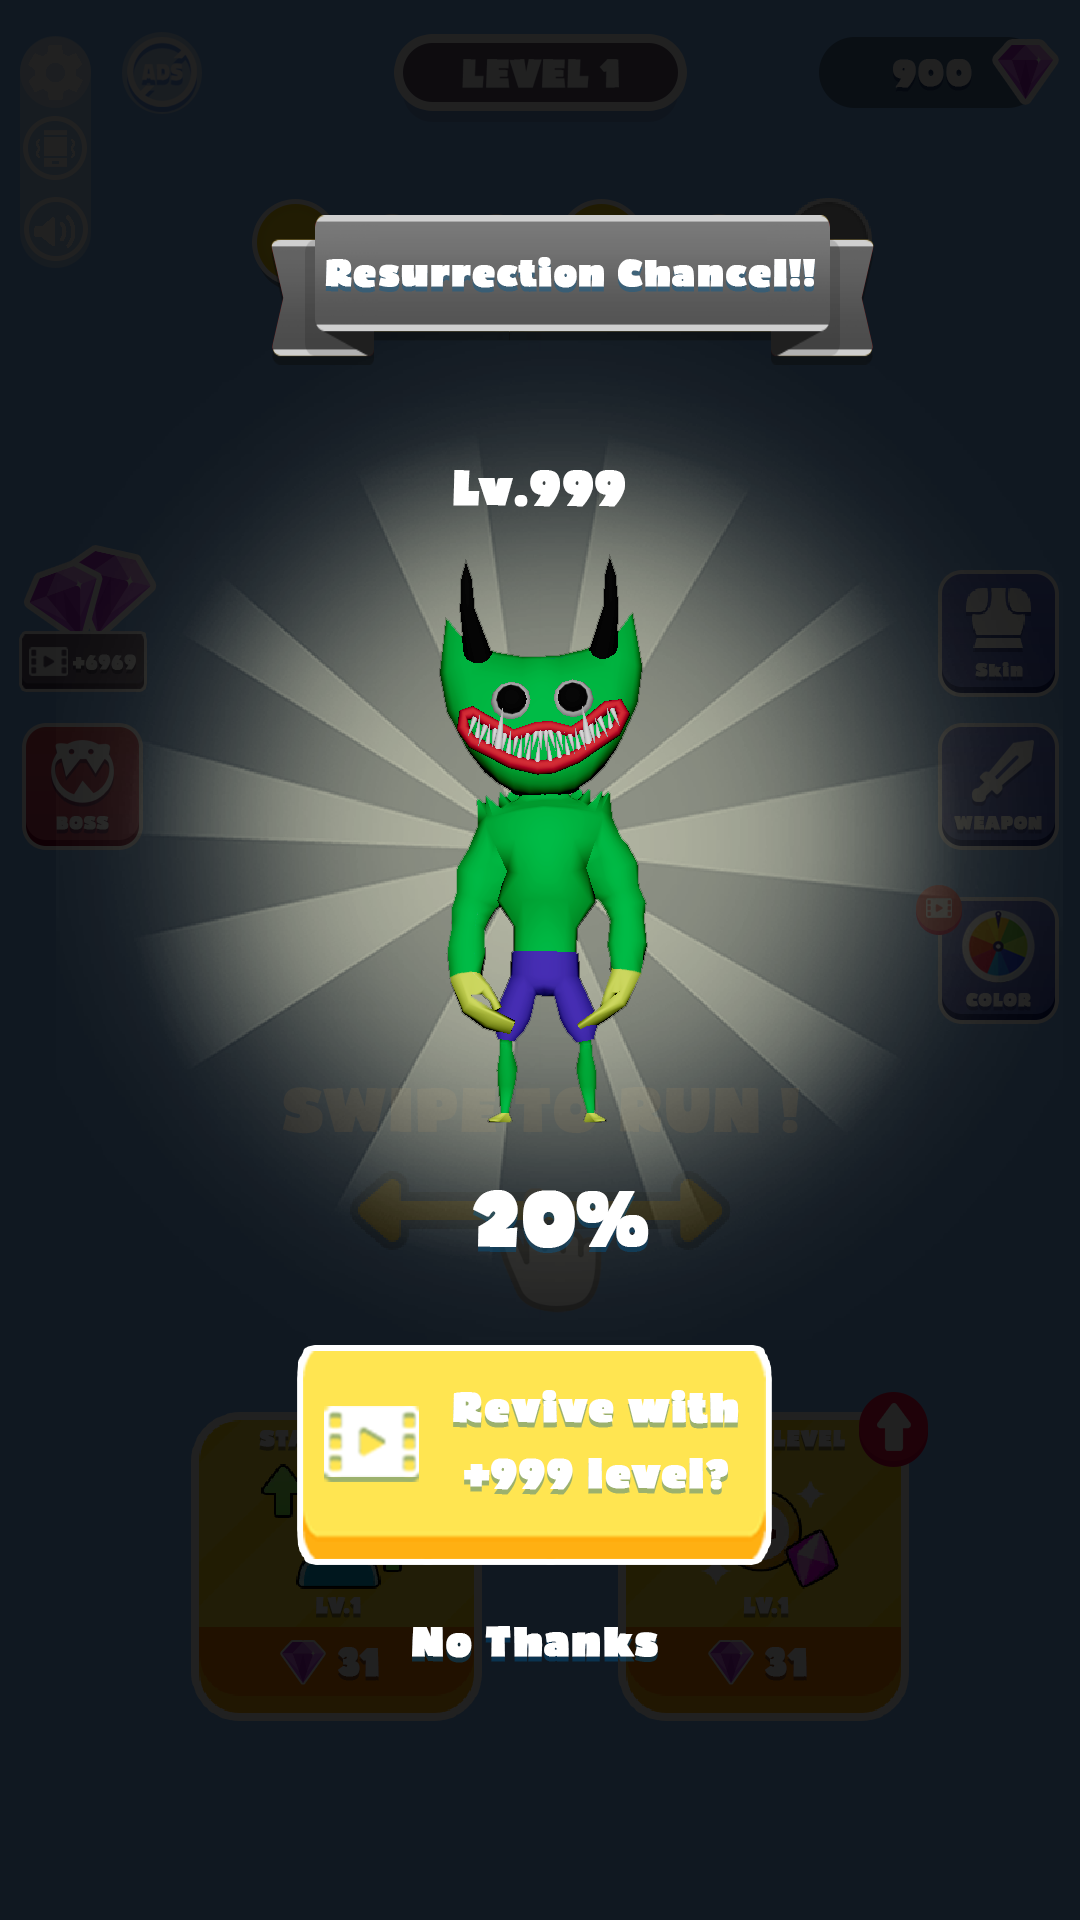 ADS
LEVEL 1
900
Resurrection Chance!!!
Lv.999
+6969
Skin
BOSS
WEAPON
COLOR
SWIPE TO RUN !
20%
Revive with
+999 level?
LEVEL
LV.1
LV.1
31
31
No Thanks